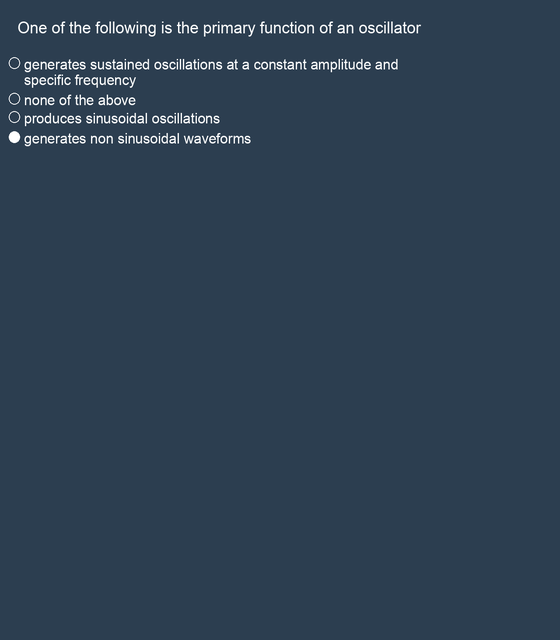 One of the following is the primary function of an oscillator
generates sustained oscillations at a constant amplitude and
specific frequency
none of the above
produces sinusoidal oscillations
generates non sinusoidal waveforms